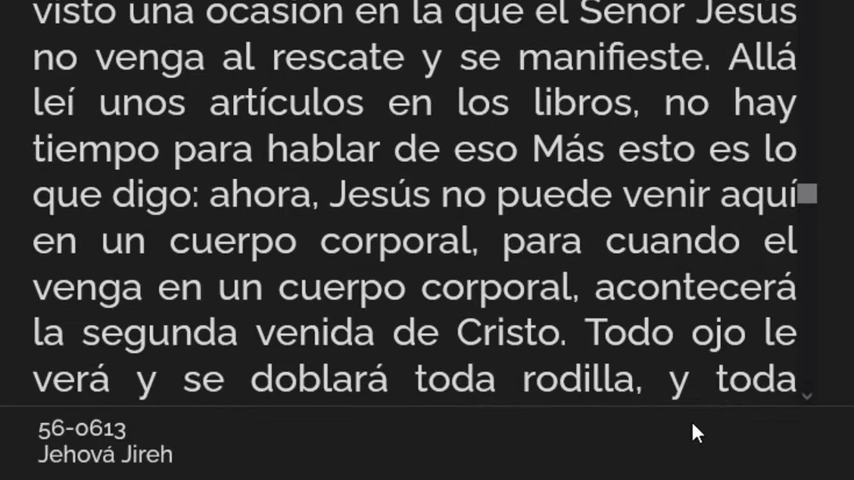 visto una ocasión en la que el Señor Jesús
no venga al rescate y se manifieste. Allá
leí unos artículos en los libros, no hay
tiempo para hablar de eso Más esto es lo
que digo: ahora, Jesús no puede venir aquí
en un cuerpo corporal, para cuando el
venga en un cuerpo corporal, acontecerá
la segunda venida de Cristo. Todo ojo le
verá y se doblará toda rodilla, y toda
56-0613
Jehová Jireh